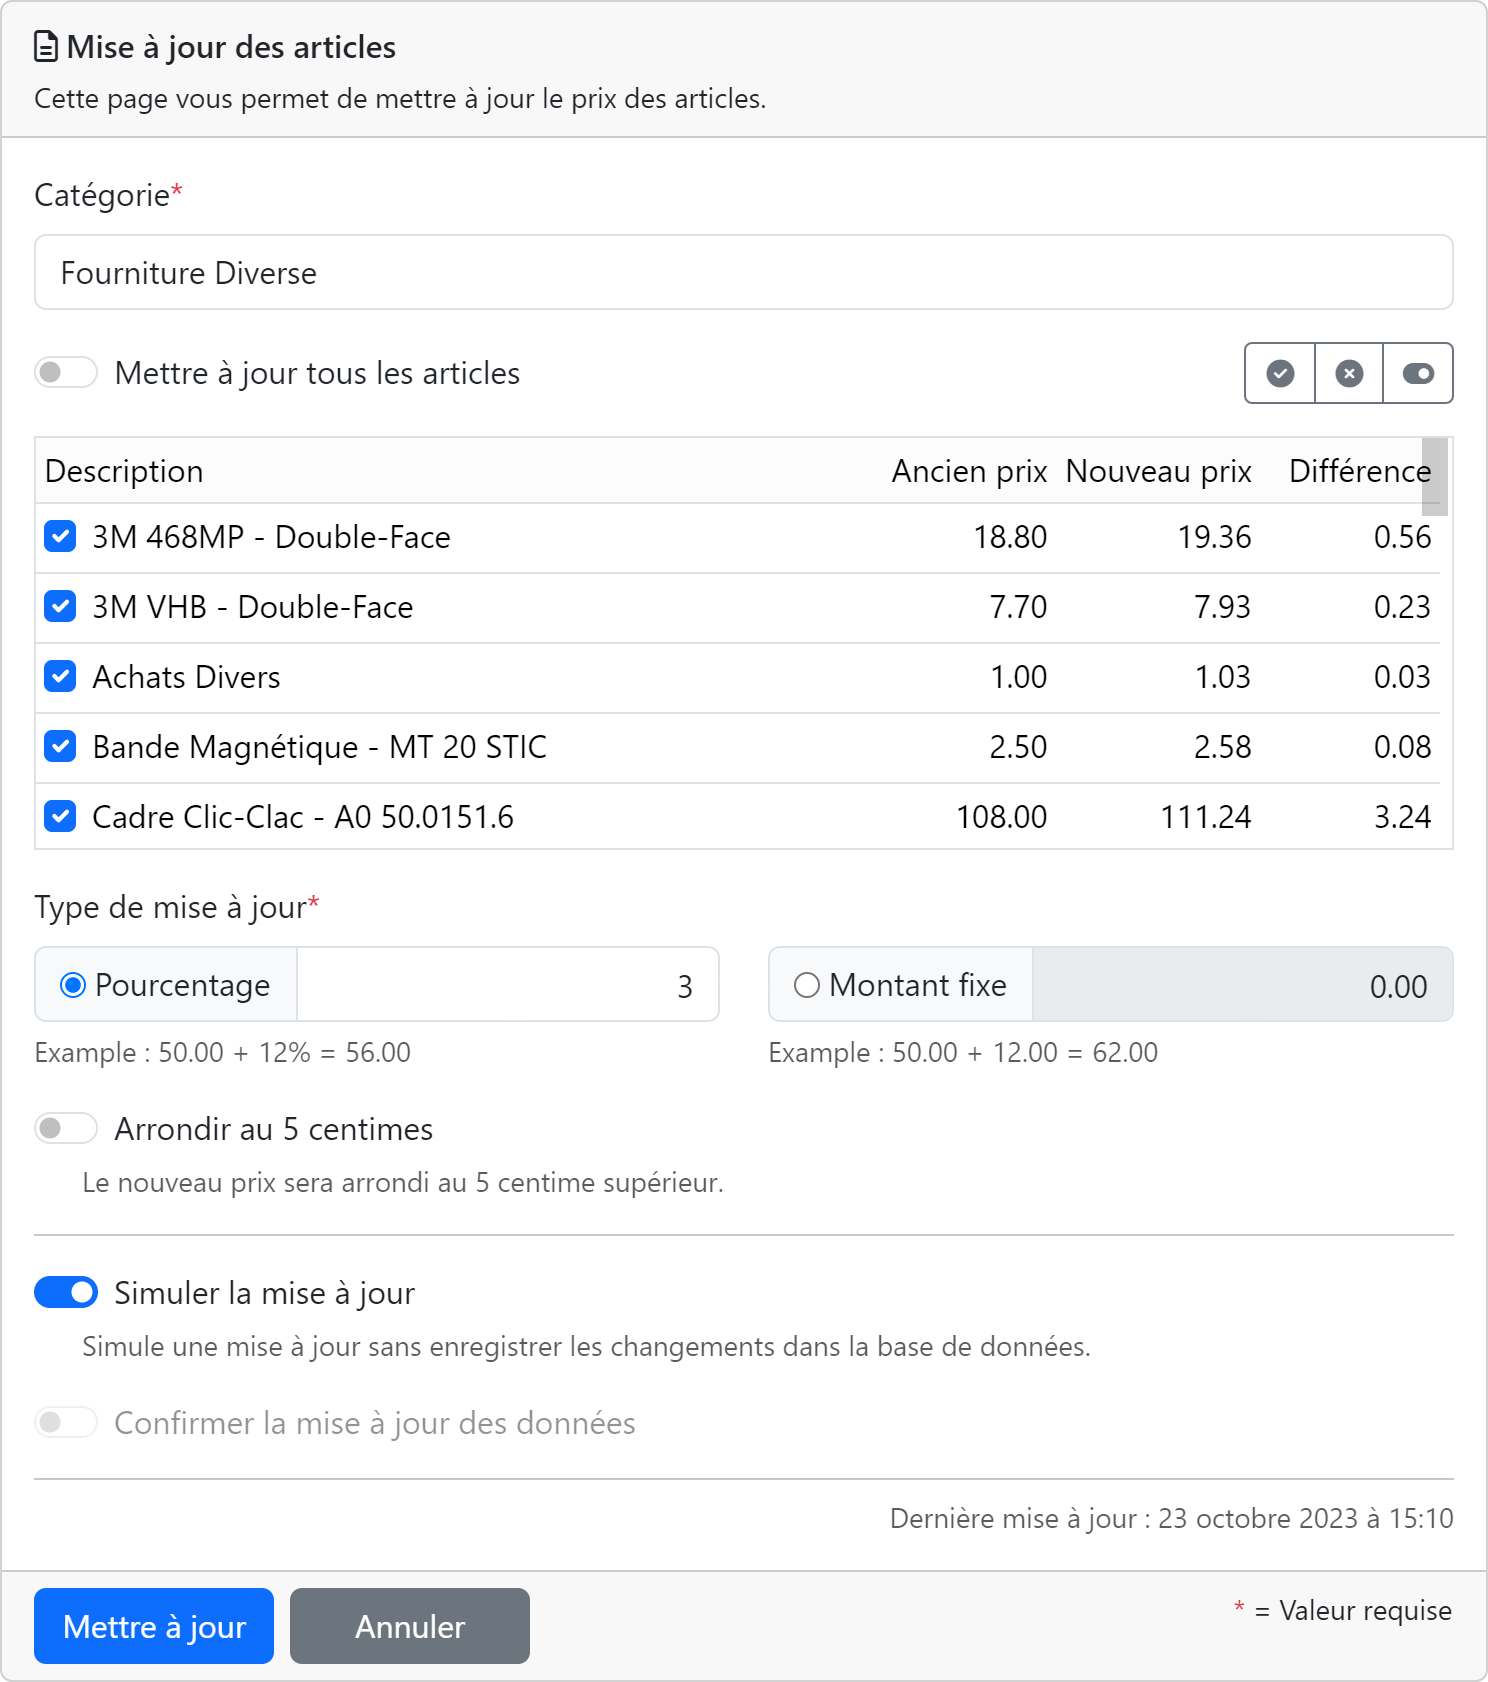 Mise à jour des articles
Cette page vous permet de mettre à jour le prix des articles.
Catégorie*
Fourniture Diverse
Mettre à jour tous les articles
Description Ancien prix Nouveau prix Différence
3M 468MP - Double-Face 18.80 19.36 0.56
3M VHB - Double-Face 7.70 7.93 0.23
Achats Divers 1.00 1.03 0.03
Bande Magnétique - MT 20 STIC 2.50 2.58 0.08
Cadre Clic-Clac - A0 50.0151.6 108.00 111.24 3.24
Type de mise à jour*
Pourcentage 3 Montant fixe 0.00
Example : 50.00 + 12% = 56.00 Example : 50.00 + 12.00 = 62.00
Arrondir au 5 centimes
Le nouveau prix sera arrondi au 5 centime supérieur.
Simuler la mise à jour
Simule une mise à jour sans enregistrer les changements dans la base de données.
Confirmer la mise à jour des données
Dernière mise à jour : 23 octobre 2023 à 15:10
Mettre à jour Annuler * = Valeur requise